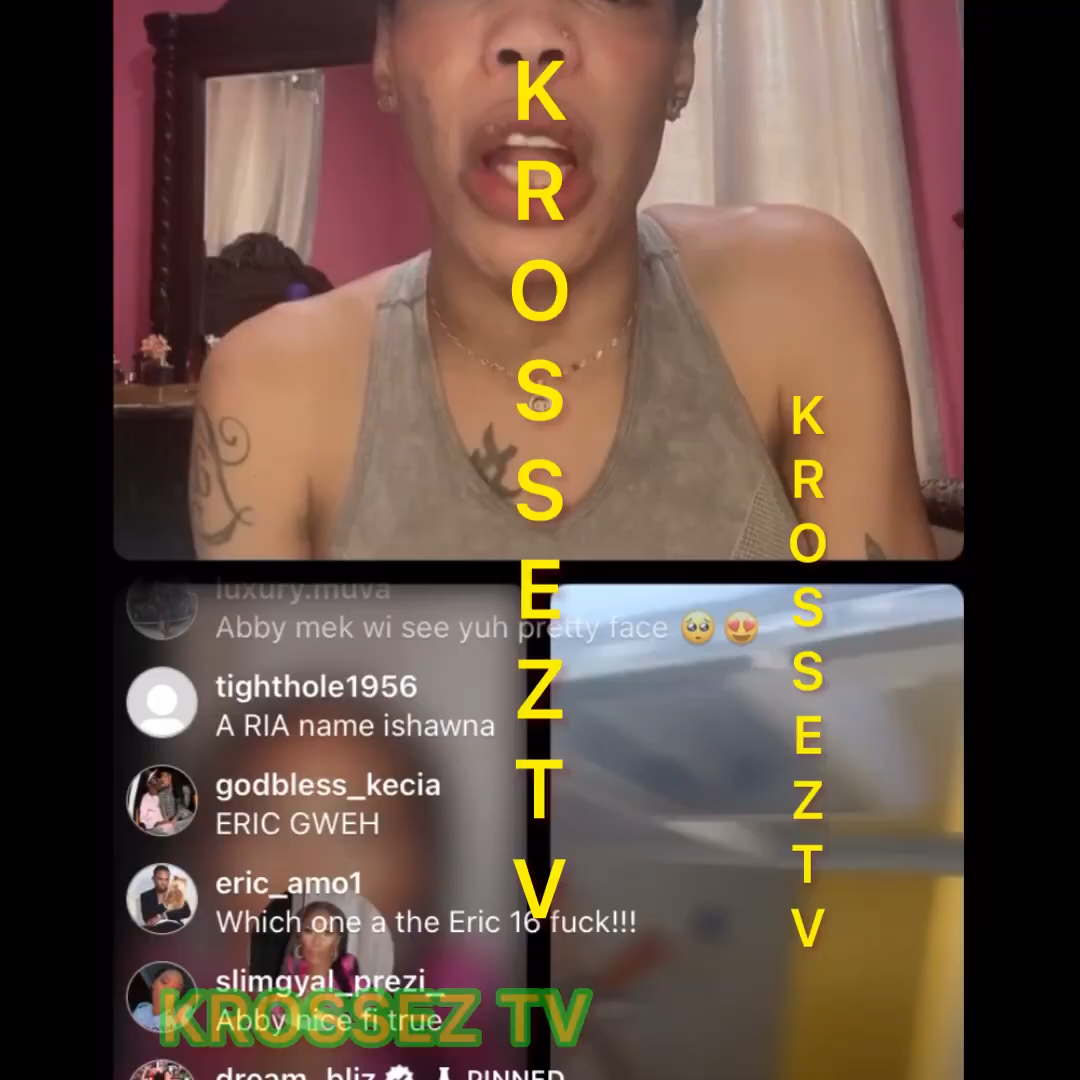 KROSSEZTV
KROSSEZTV
luxury.muva
Abby mek wi see yuh pretty face 🥺 😍
tighthole1956
A RIA name ishawna
godbless_kecia
ERIC GWEH
eric_amo1
Which one a the Eric 16 fuck!!!
slimgyal_prezi_
Abby nice fi true
KROSSEZ TV
dream_bliz PINNED